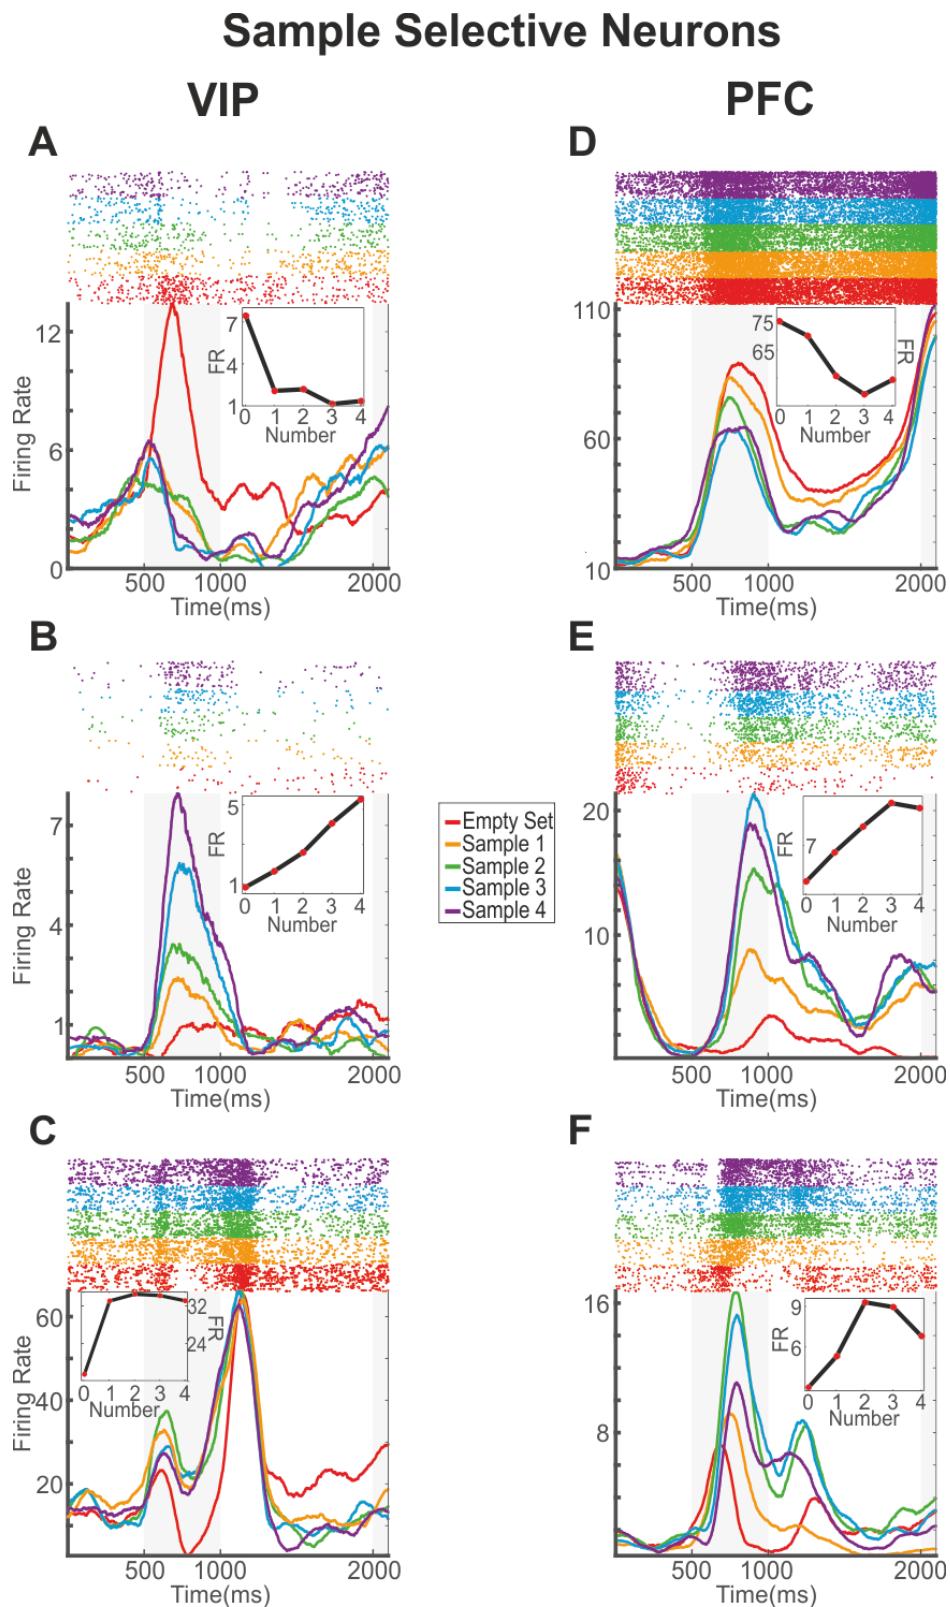 Sample Selective Neurons
VIP
PFC
A
12
6
0
Firing Rate
500 1000 2000
Time(ms)
7
4
1
FR
0 1 2 3 4
Number
D
110
60
10
500 1000 2000
Time(ms)
75
65
FR
0 1 2 3 4
Number
B
7
4
1
Firing Rate
500 1000 2000
Time(ms)
5
1
FR
0 1 2 3 4
Number
Empty Set
Sample 1
Sample 2
Sample 3
Sample 4
E
20
10
500 1000 2000
Time(ms)
7
FR
0 1 2 3 4
Number
C
60
40
20
Firing Rate
500 1000 2000
Time(ms)
32
24
FR
0 1 2 3 4
Number
F
16
8
500 1000 2000
Time(ms)
9
6
FR
0 1 2 3 4
Number